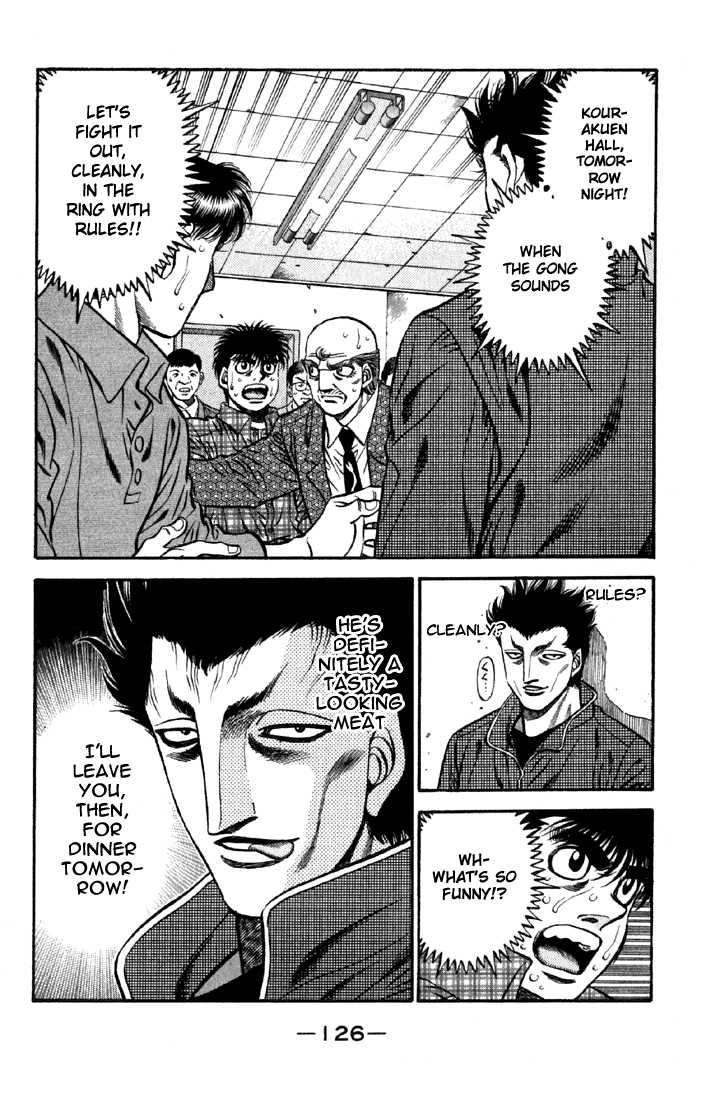 KOUR-
AKUEN
HALL,
TOMOR-
ROW
NIGHT!
WHEN
THE GONG
SOUNDS
LET'S
FIGHT IT
OUT,
CLEANLY,
IN THE
RING WITH
RULES!!
RULES?
CLEANLY?
クス…
WH-
WHAT'S SO
FUNNY!?
HE'S
DEFI-
NITELY A
TASTY-
LOOKING
MEAT
I'LL
LEAVE
YOU,
THEN,
FOR
DINNER
TOMOR-
ROW!
—126—